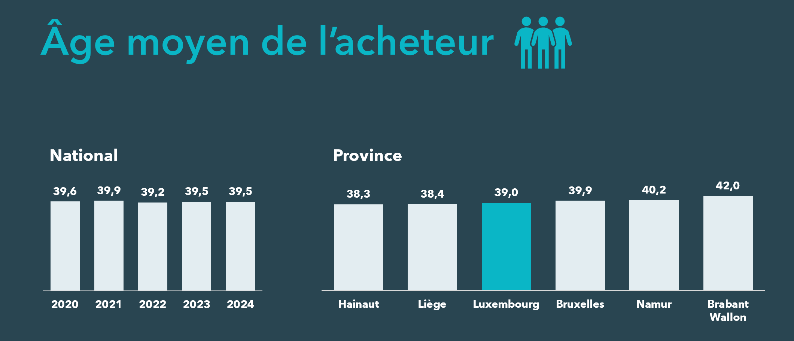 Âge moyen de l’acheteur
National
39,6 39,9 39,2 39,5 39,5
2020 2021 2022 2023 2024
Province
38,3 38,4 39,0 39,9 40,2 42,0
Hainaut Liège Luxembourg Bruxelles Namur Brabant
Wallon